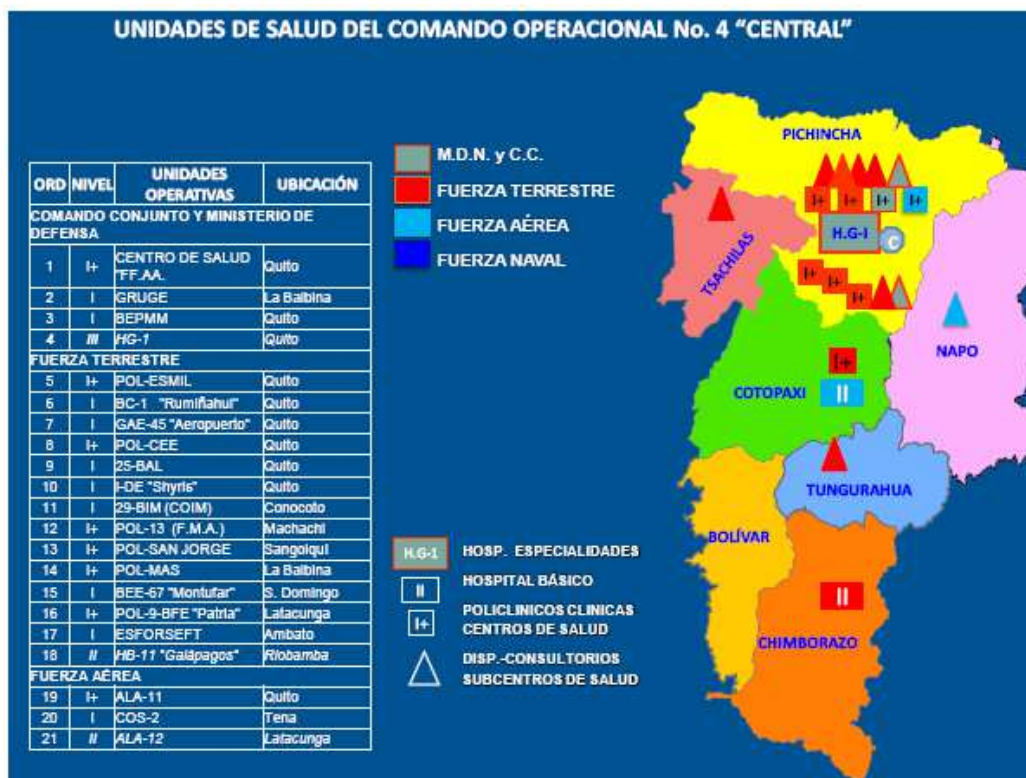 UNIDADES DE SALUD DEL COMANDO OPERACIONAL No. 4 "CENTRAL"
ORD NIVEL UNIDADES OPERATIVAS UBICACIÓN
COMANDO CONJUNTO Y MINISTERIO DE
DEFENSA
1 I+ CENTRO DE SALUD "FF.AA. Quito
2 I GRUGE La Balbina
3 I BEPMM Quito
4 III HG-1 Quito
FUERZA TERRESTRE
5 I+ POL-ESMIL Quito
6 I BC-1 "Rumiñahui" Quito
7 I GAE-45 "Aeropuerto" Quito
8 I+ POL-CEE Quito
9 I 25-BAL Quito
10 I I-DE "Shyris" Quito
11 I 29-BIM (COIM) Conocoto
12 I+ POL-13 (F.M.A.) Machachi
13 I+ POL-SAN JORGE Sangolqui
14 I+ POL-MAS La Balbina
15 I BEE-67 "Montufar" S. Domingo
16 I+ POL-9-BFE "Patria" Latacunga
17 I ESFORSEFT Ambato
18 II HB-11 "Galápagos" Riobamba
FUERZA AÉREA
19 I+ ALA-11 Quito
20 I COS-2 Tena
21 II ALA-12 Latacunga
M.D.N. y C.C.
FUERZA TERRESTRE
FUERZA AÉREA
FUERZA NAVAL
H.G-1 HOSP. ESPECIALIDADES
II HOSPITAL BÁSICO
I+ POLICLINICOS CLINICAS
CENTROS DE SALUD
DISP.-CONSULTORIOS
SUBCENTROS DE SALUD
PICHINCHA
I+ I+ I+ I+
H.G-I C
TSACHILAS
I+ I+ I+
NAPO
I+
COTOPAXI II
TUNGURAHUA
BOLÍVAR
II
CHIMBORAZO